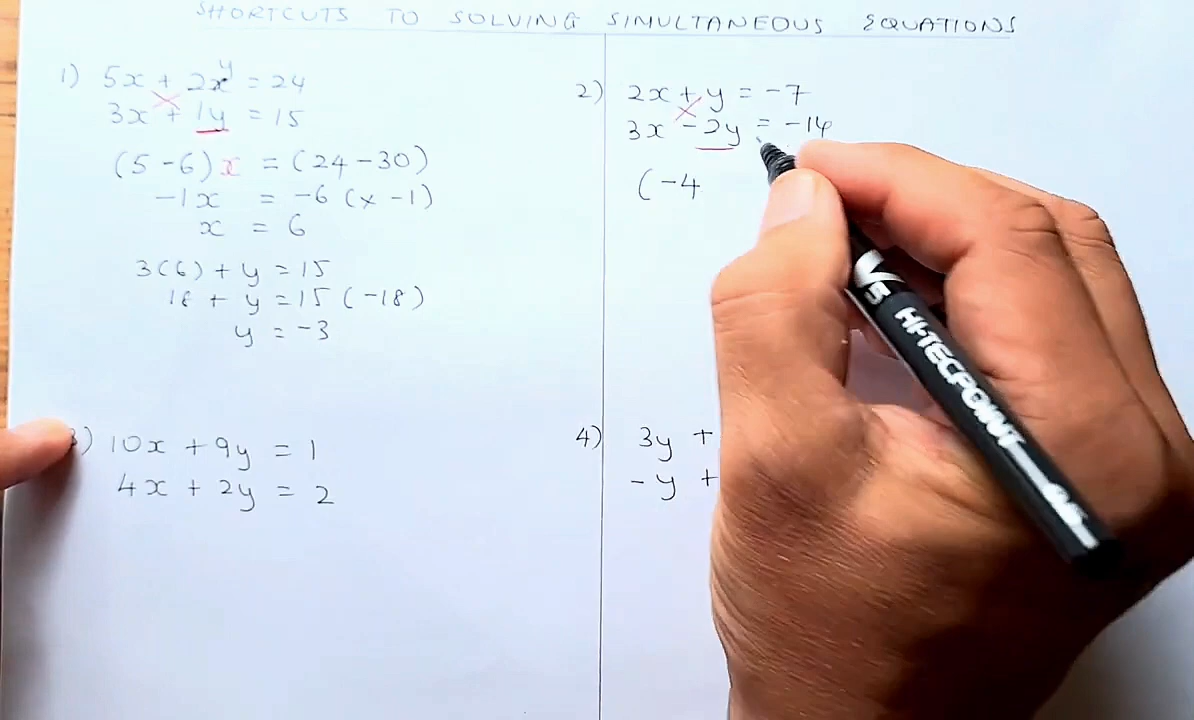 SHORTCUTS TO SOLVING SIMULTANEOUS EQUATIONS
1) 5x + 2y = 24
3x + 1y = 15
(5 - 6)x = (24 - 30)
-1x = -6 (x -1)
x = 6
3(6) + y = 15
18 + y = 15 (-18)
y = -3
2) 2x + y = -7
3x - 2y = -14
(-4
3) 10x + 9y = 1
4x + 2y = 2
4) 3y +
-y +
V5 HI-TECPOINT